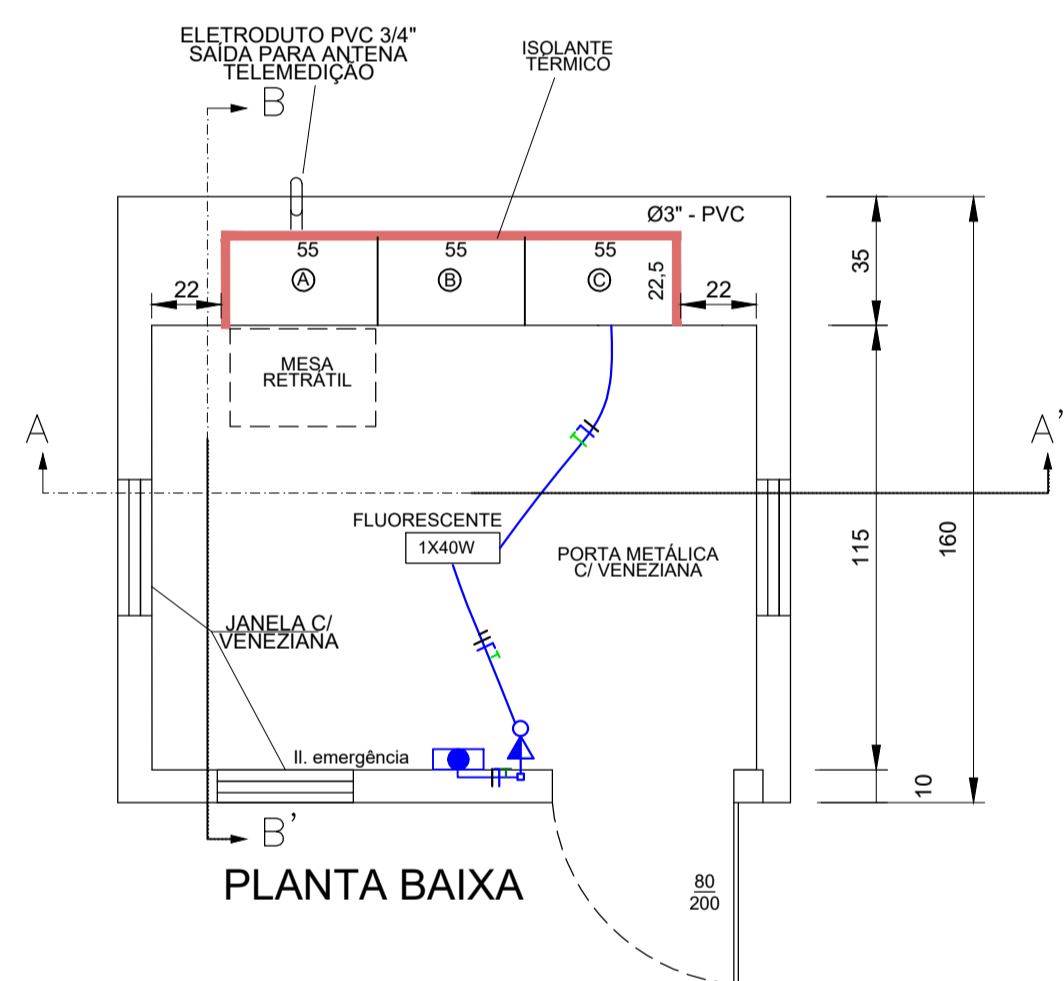 ELETRODUTO PVC 3/4"
SAÍDA PARA ANTENA
TELEMEDIÇÃO
ISOLANTE
TÉRMICO
B
Ø3" - PVC
55
55
55
A
B
C
22,5
22
22
35
MESA
RETRÁTIL
A
A'
FLUORESCENTE
1X40W
PORTA METÁLICA
C/ VENEZIANA
115
160
JANELA C/
VENEZIANA
Il. emergência
10
B'
PLANTA BAIXA
80
200